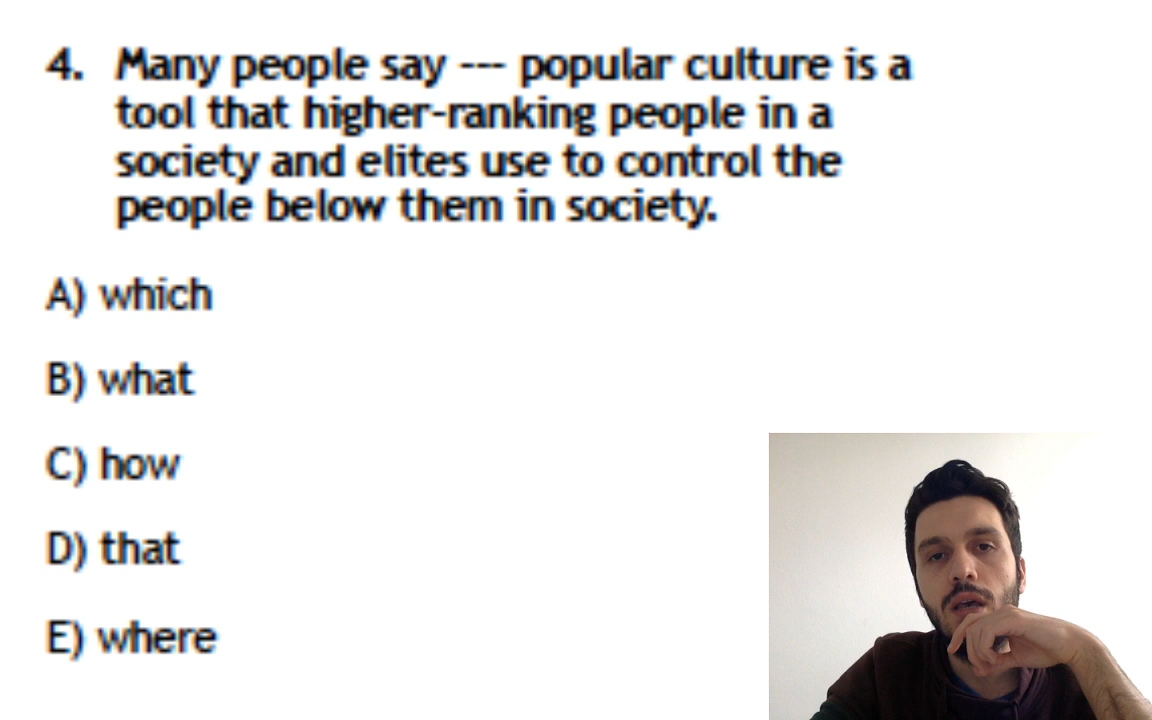 4. Many people say --- popular culture is a
tool that higher-ranking people in a
society and elites use to control the
people below them in society.
A) which
B) what
C) how
D) that
E) where